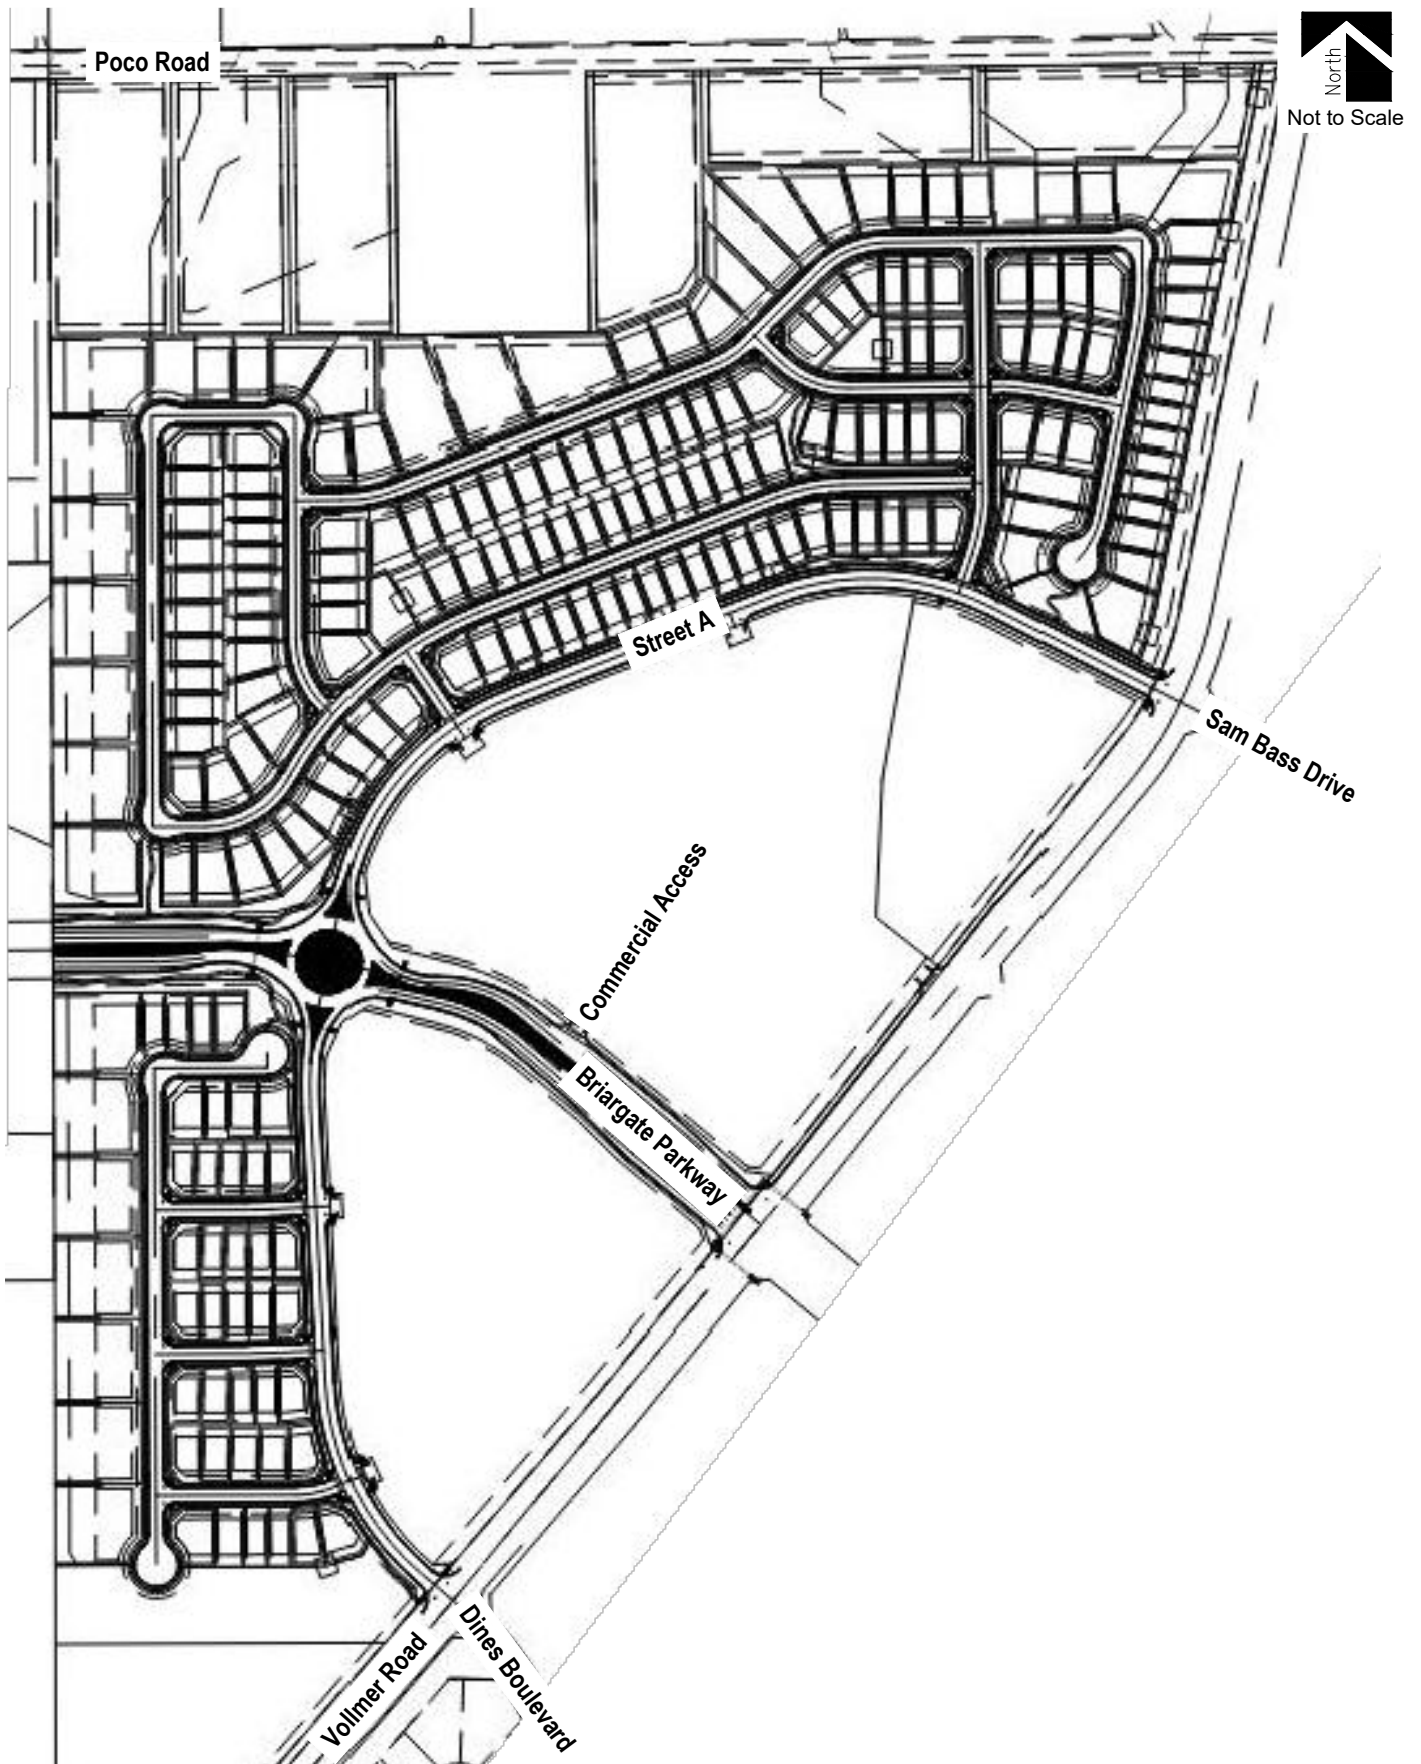 Poco Road
North
Not to Scale
Street A
Sam Bass Drive
Commercial Access
Briargate Parkway
Dines Boulevard
Vollmer Road